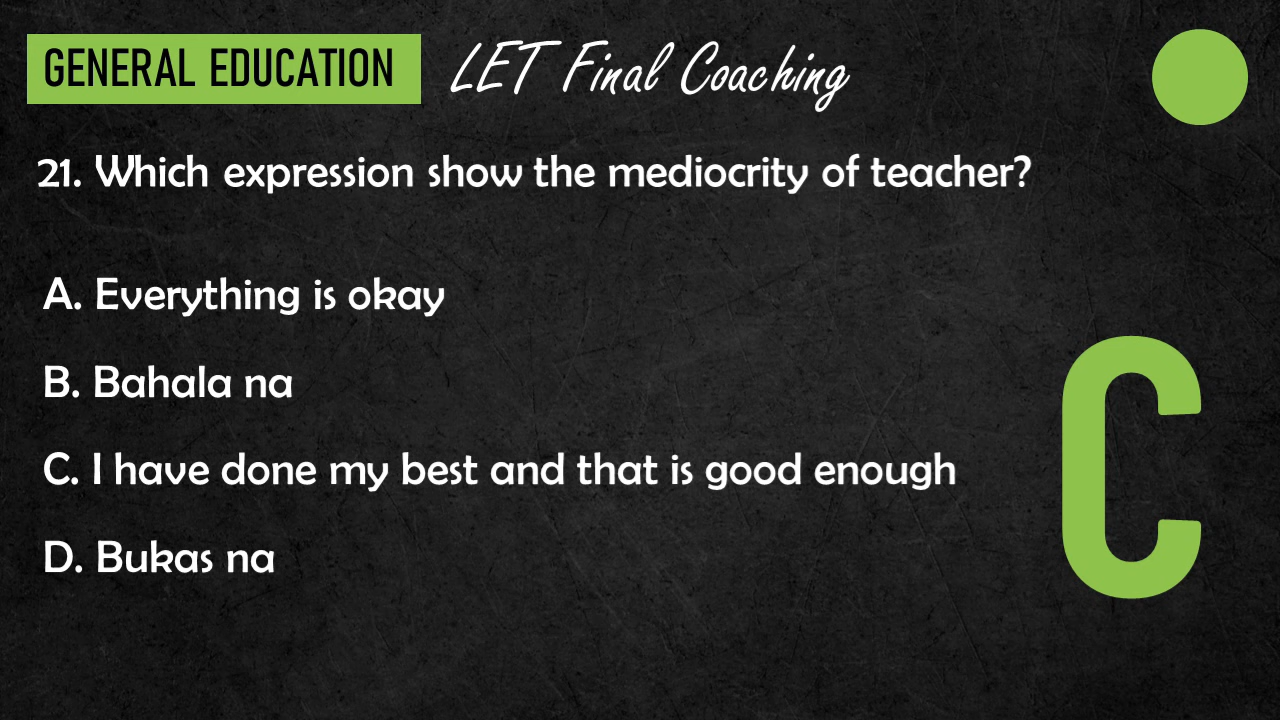 GENERAL EDUCATION LET Final Coaching
21. Which expression show the mediocrity of teacher?
A. Everything is okay
B. Bahala na
C. I have done my best and that is good enough
D. Bukas na
C